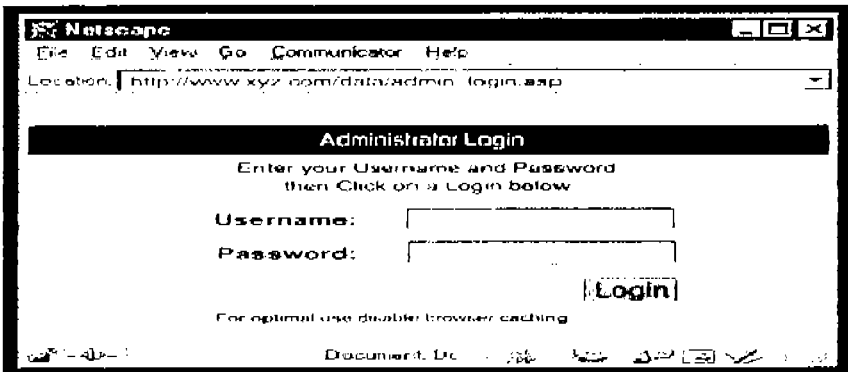 Netscape
File Edit View Go Communicator Help
Location: http://www.xyz.com/data/admin_login.asp
Administrator Login
Enter your Username and Password
then Click on a Login below
Username:
Password:
Login
For optimal use disable browser caching
Document: Do